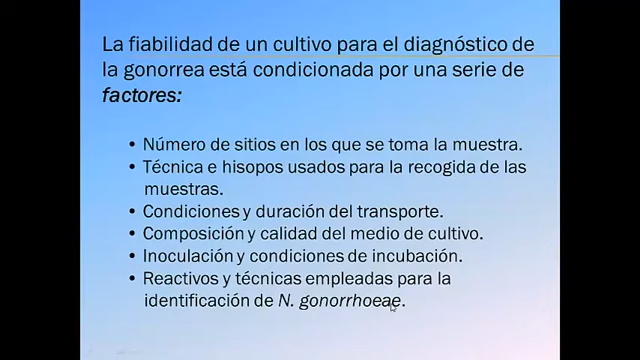 La fiabilidad de un cultivo para el diagnóstico de
la gonorrea está condicionada por una serie de
factores:
• Número de sitios en los que se toma la muestra.
• Técnica e hisopos usados para la recogida de las
muestras.
• Condiciones y duración del transporte.
• Composición y calidad del medio de cultivo.
• Inoculación y condiciones de incubación.
• Reactivos y técnicas empleadas para la
identificación de N. gonorrhoeae.